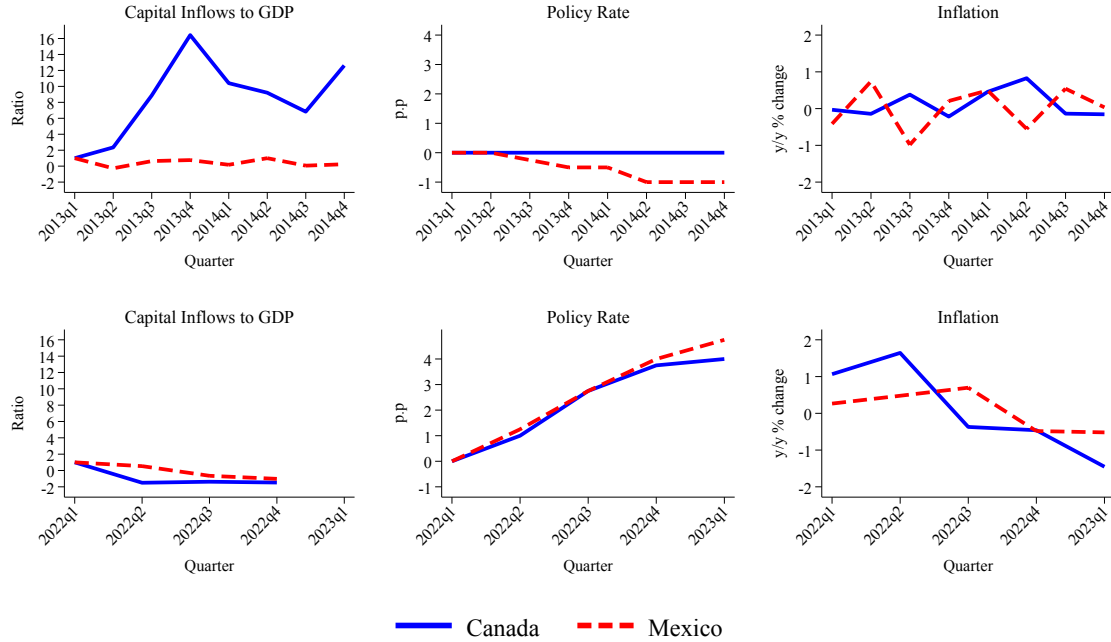 Capital Inflows to GDP
Ratio
16
14
12
10
8
6
4
2
0
-2
2013q1
2013q2
2013q3
2013q4
2014q1
2014q2
2014q3
2014q4
Quarter
Policy Rate
p.p
4
3
2
1
0
-1
2013q1
2013q2
2013q3
2013q4
2014q1
2014q2
2014q3
2014q4
Quarter
Inflation
y/y % change
2
1
0
-1
-2
2013q1
2013q2
2013q3
2013q4
2014q1
2014q2
2014q3
2014q4
Quarter
Capital Inflows to GDP
Ratio
16
14
12
10
8
6
4
2
0
-2
2022q1
2022q2
2022q3
2022q4
2023q1
Quarter
Policy Rate
p.p
4
3
2
1
0
-1
2022q1
2022q2
2022q3
2022q4
2023q1
Quarter
Inflation
y/y % change
2
1
0
-1
-2
2022q1
2022q2
2022q3
2022q4
2023q1
Quarter
Canada
Mexico